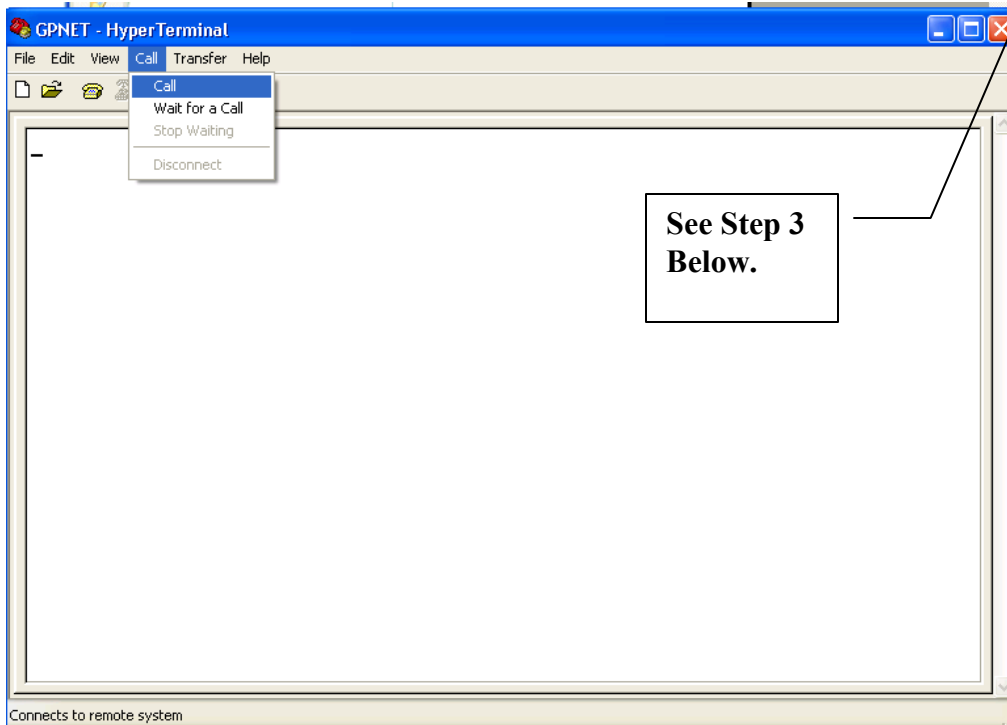 GPNET - HyperTerminal
File Edit View Call Transfer Help
Call
Wait for a Call
Stop Waiting
Disconnect
See Step 3
Below.
Connects to remote system